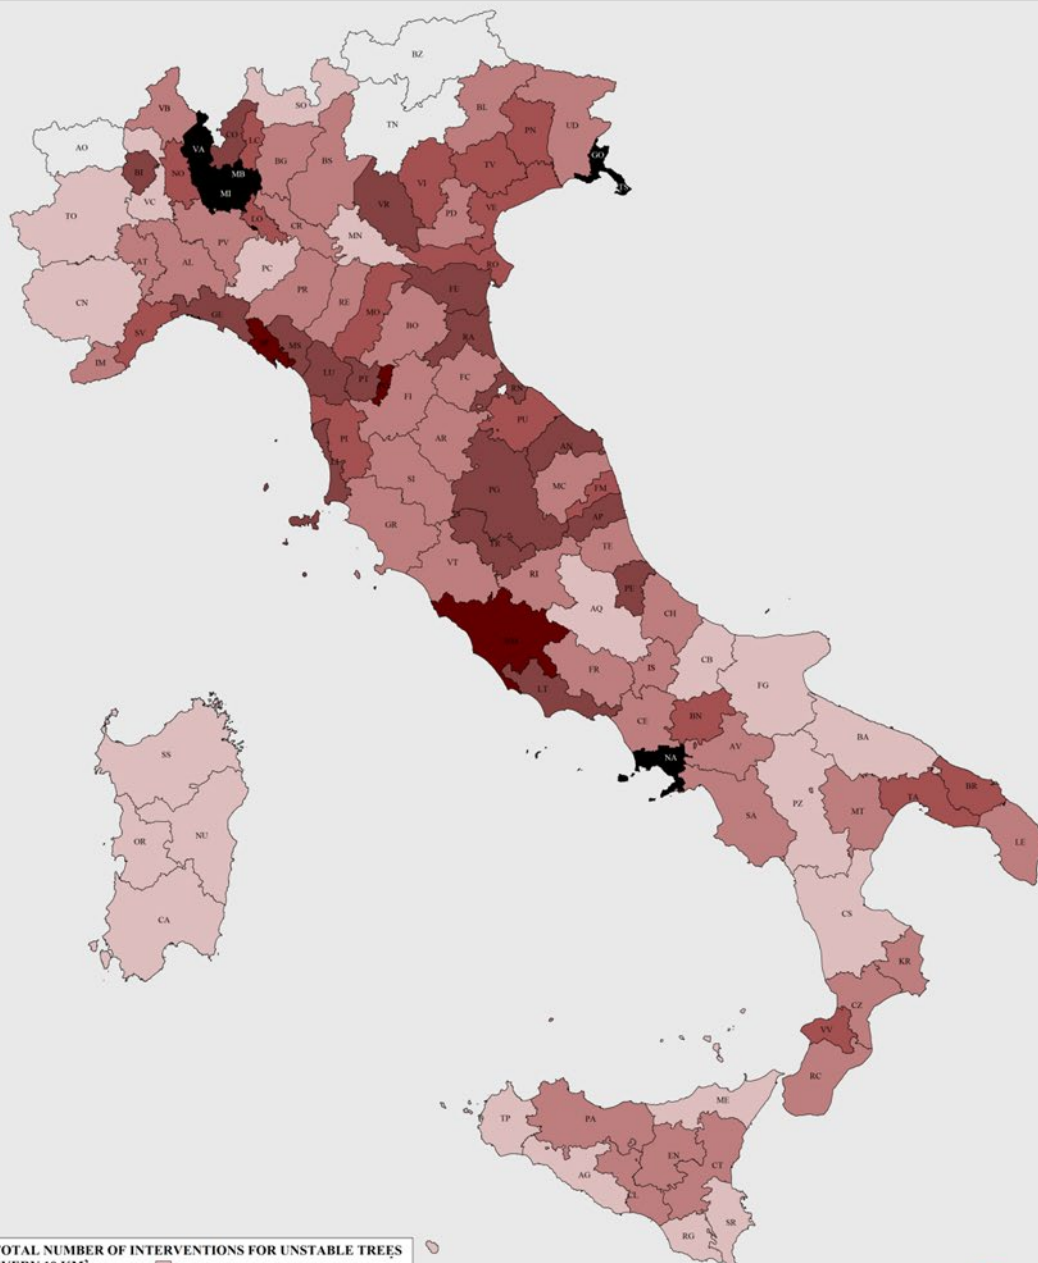 BZ
SO
BL
VB
UD
CO
PN
LC
TN
AO
VA
GO
BG
BS
TV
BI
NO
MB
TS
VI
MI
VC
VR
VE
TO
PD
LO
CR
MN
PV
AT
AL
RO
PC
PR
FE
CN
RE
MO
GE
BO
SV
RA
MS
IM
LU
PT
FC
RN
FI
PU
PI
AR
AN
SI
MC
PG
FM
AP
GR
TR
TE
VT
RI
PE
AQ
CH
CB
IS
FR
FG
LT
BN
CE
BA
AV
SS
NA
BR
TA
PZ
MT
SA
NU
OR
LE
CS
CA
KR
CZ
VV
RC
ME
TP
PA
EN
CT
AG
CL
SR
RG
TOTAL NUMBER OF INTERVENTIONS FOR UNSTABLE TREES